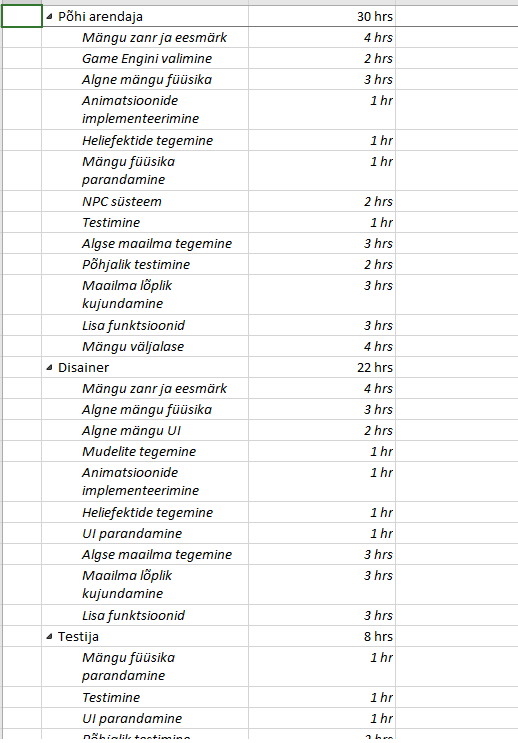 Põhi arendaja 30 hrs
Mängu zanr ja eesmärk 4 hrs
Game Engini valimine 2 hrs
Algne mängu füüsika 3 hrs
Animatsioonide 1 hr
implementeerimine
Heliefektide tegemine 1 hr
Mängu füüsika 1 hr
parandamine
NPC süsteem 2 hrs
Testimine 1 hr
Algse maailma tegemine 3 hrs
Põhjalik testimine 2 hrs
Maailma lõplik 3 hrs
kujundamine
Lisa funktsioonid 3 hrs
Mängu väljalase 4 hrs
Disainer 22 hrs
Mängu zanr ja eesmärk 4 hrs
Algne mängu füüsika 3 hrs
Algne mängu UI 2 hrs
Mudelite tegemine 1 hr
Animatsioonide 1 hr
implementeerimine
Heliefektide tegemine 1 hr
UI parandamine 1 hr
Algse maailma tegemine 3 hrs
Maailma lõplik 3 hrs
kujundamine
Lisa funktsioonid 3 hrs
Testija 8 hrs
Mängu füüsika 1 hr
parandamine
Testimine 1 hr
UI parandamine 1 hr
Põhjalik testimine 2 hrs